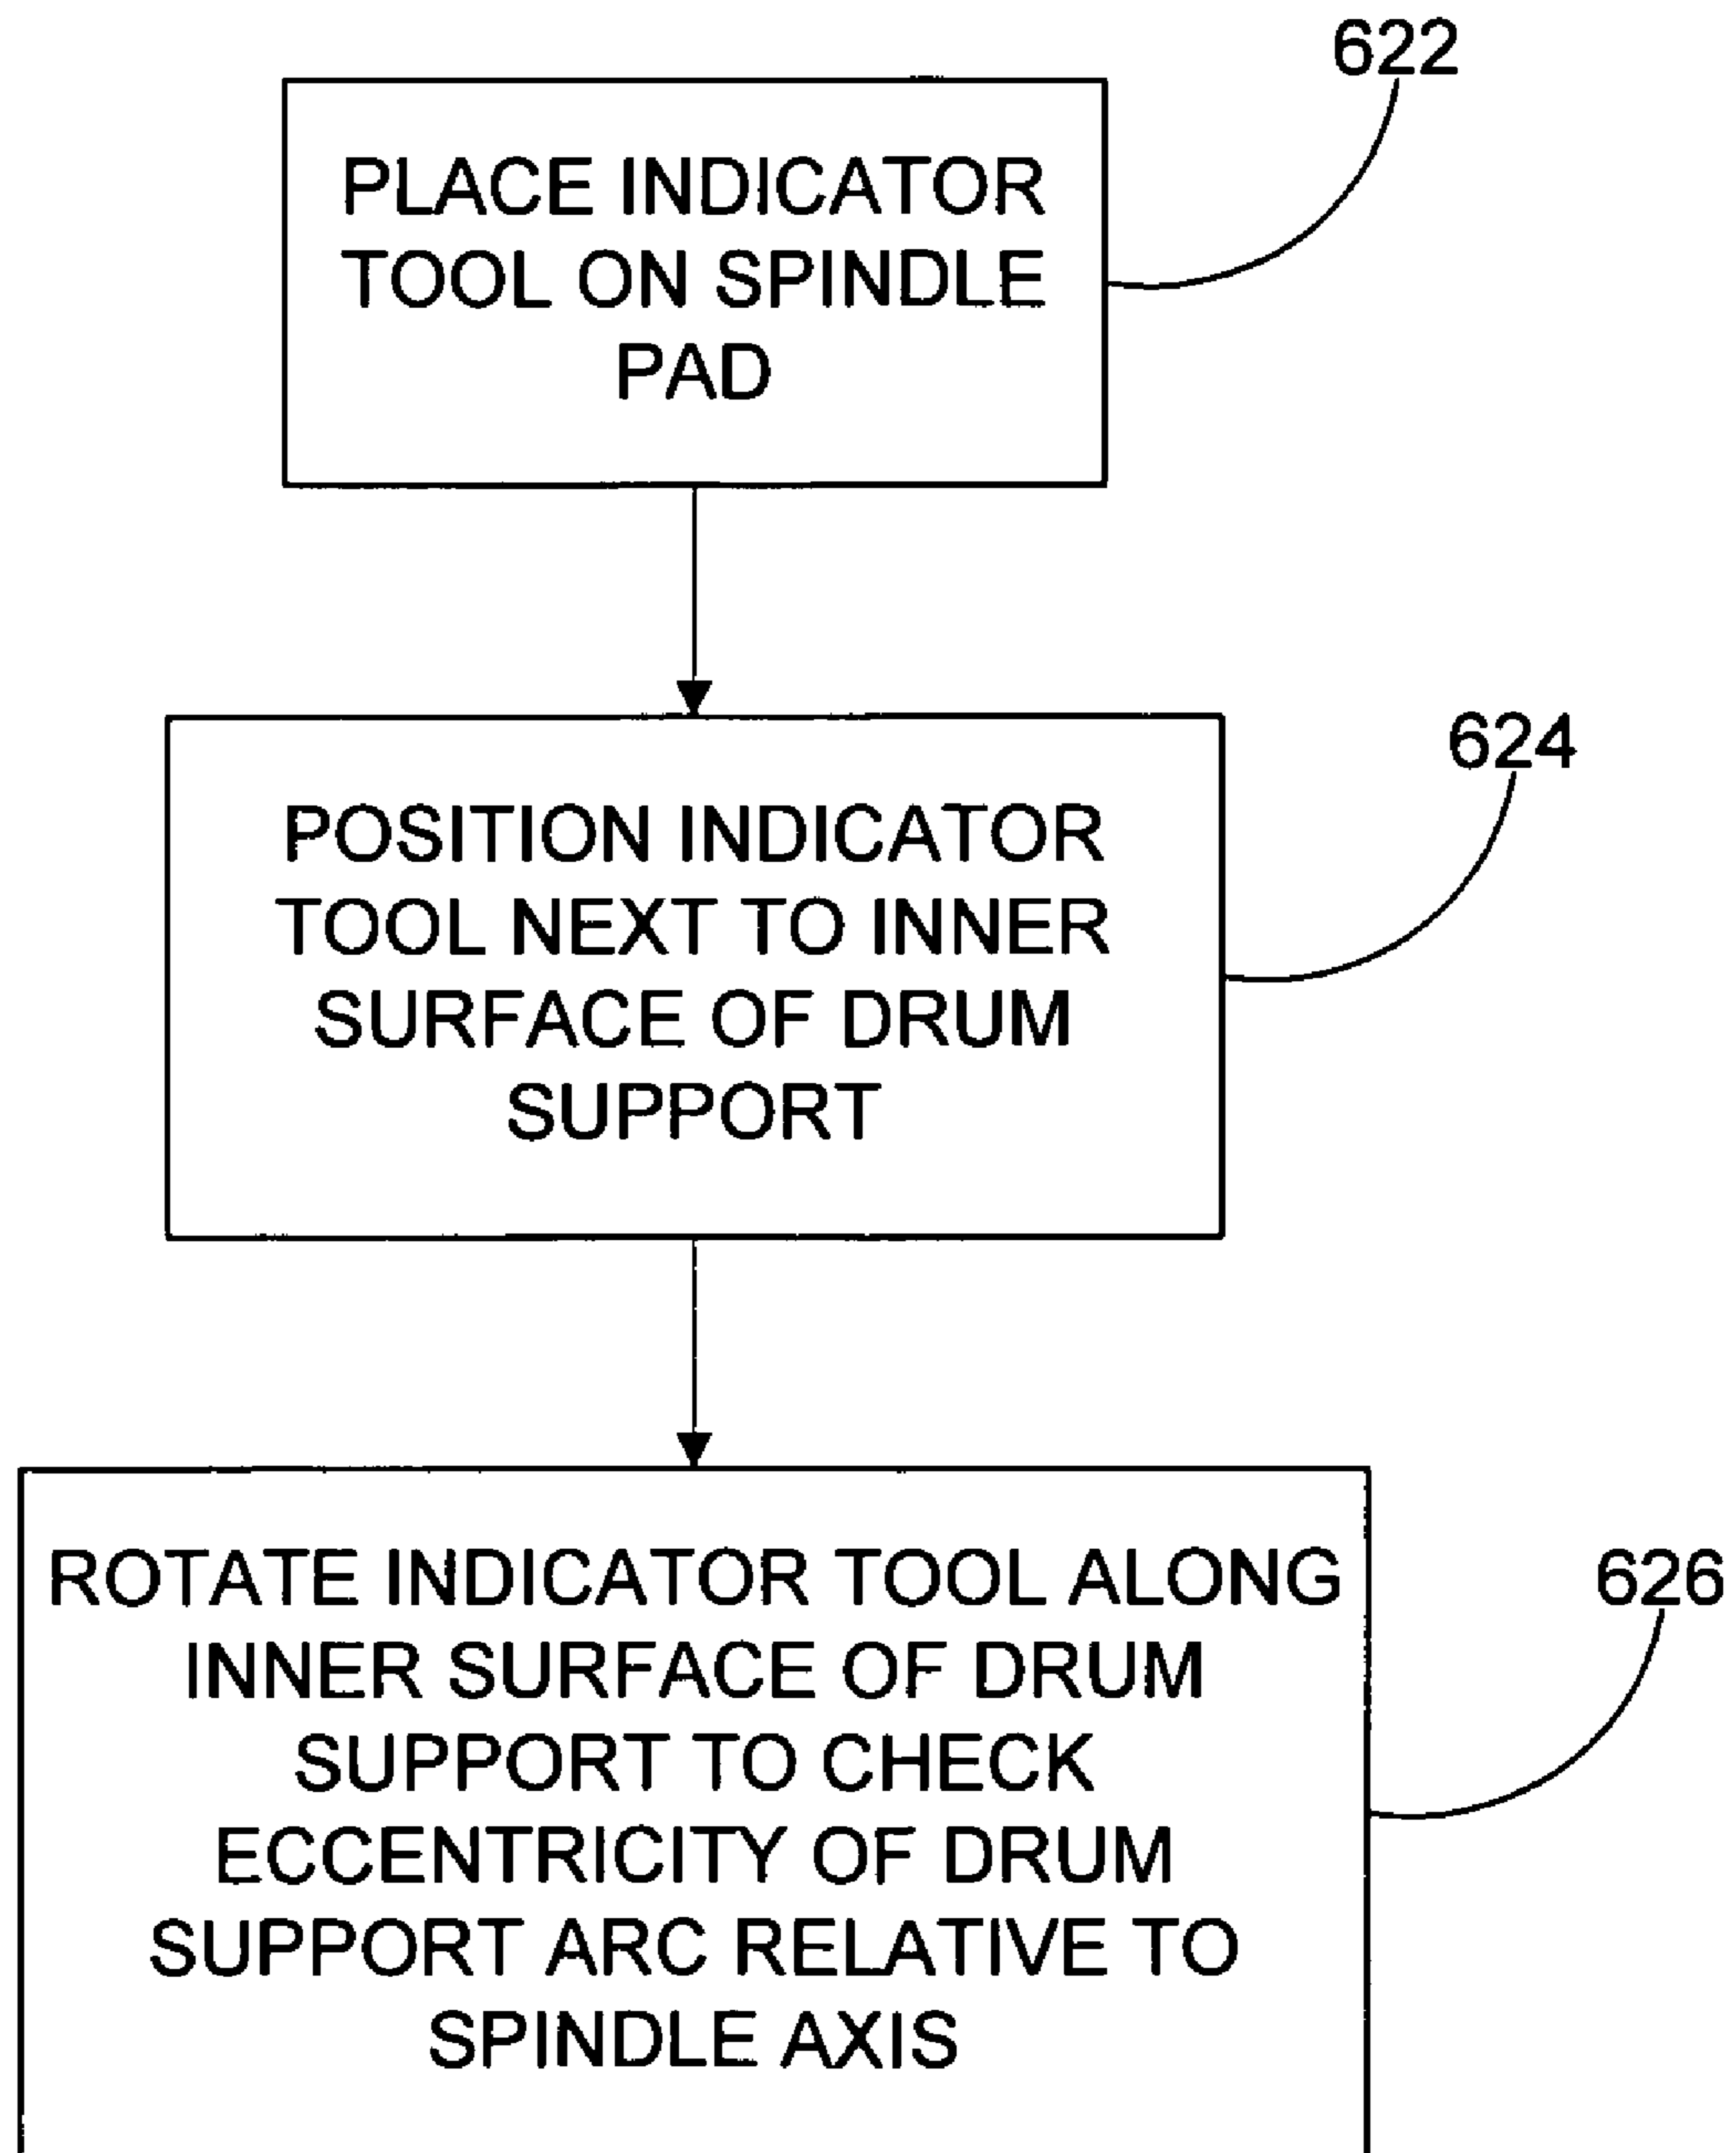 622
PLACE INDICATOR
TOOL ON SPINDLE
PAD
624
POSITION INDICATOR
TOOL NEXT TO INNER
SURFACE OF DRUM
SUPPORT
626
ROTATE INDICATOR TOOL ALONG
INNER SURFACE OF DRUM
SUPPORT TO CHECK
ECCENTRICITY OF DRUM
SUPPORT ARC RELATIVE TO
SPINDLE AXIS